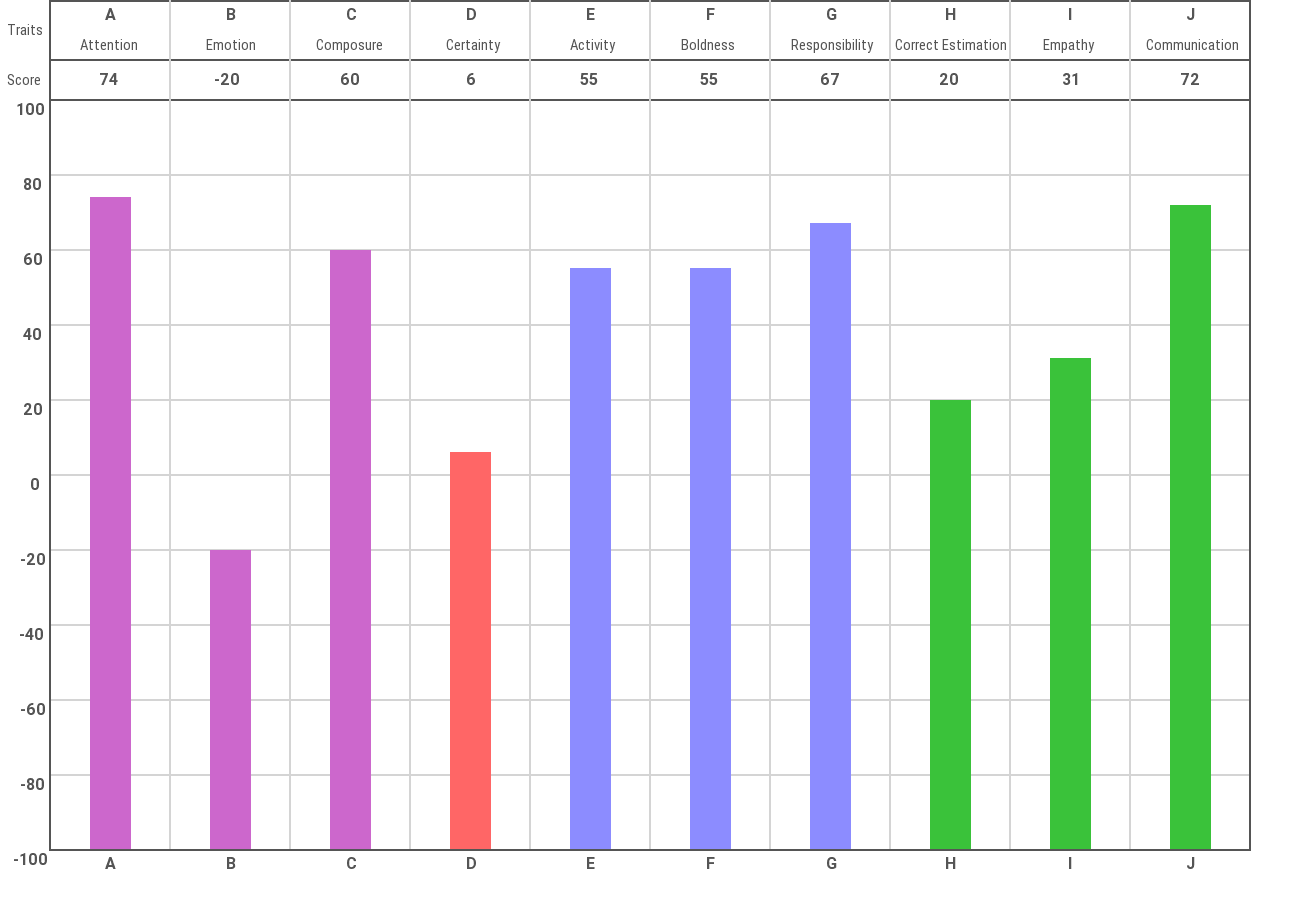 A B C D E F G H I J
Traits
Attention Emotion Composure Certainty Activity Boldness Responsibility Correct Estimation Empathy Communication
Score 74 -20 60 6 55 55 67 20 31 72
100
80
60
40
20
0
-20
-40
-60
-80
-100
A B C D E F G H I J